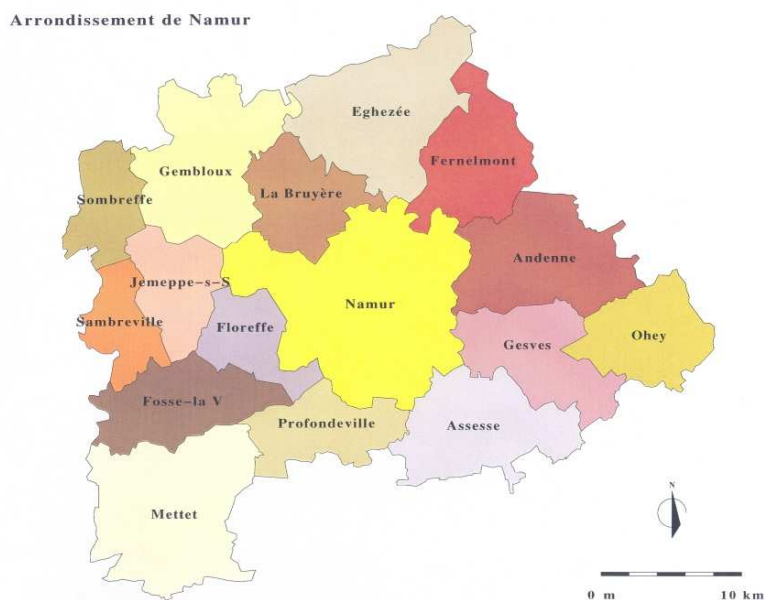 Arrondissement de Namur
Eghezée
Fernelmont
Gembloux
La Bruyère
Sombreffe
Andenne
Jemeppe-s-S
Namur
Sambreville
Floreffe
Ohey
Gesves
Fosse-la V
Profondeville
Assesse
Mettet
N
0 m 10 km